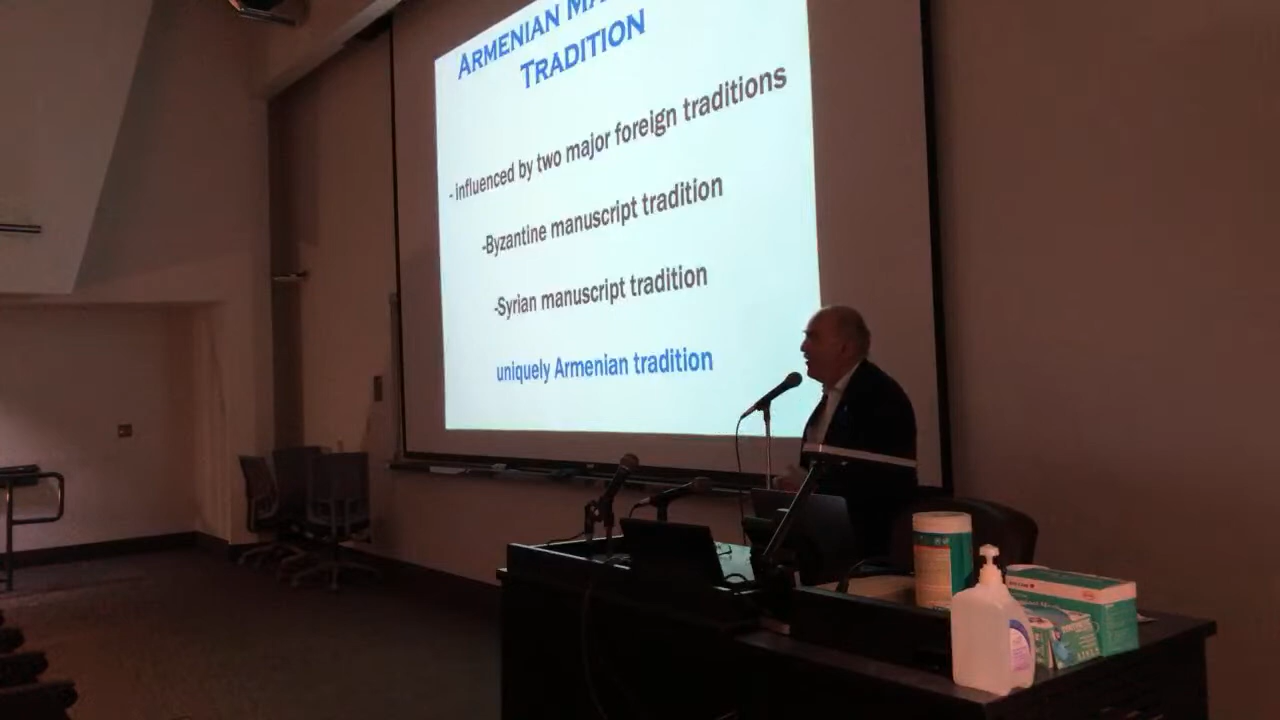 ARMENIAN
TRADITION
- influenced by two major foreign traditions
-Byzantine manuscript tradition
-Syrian manuscript tradition
uniquely Armenian tradition